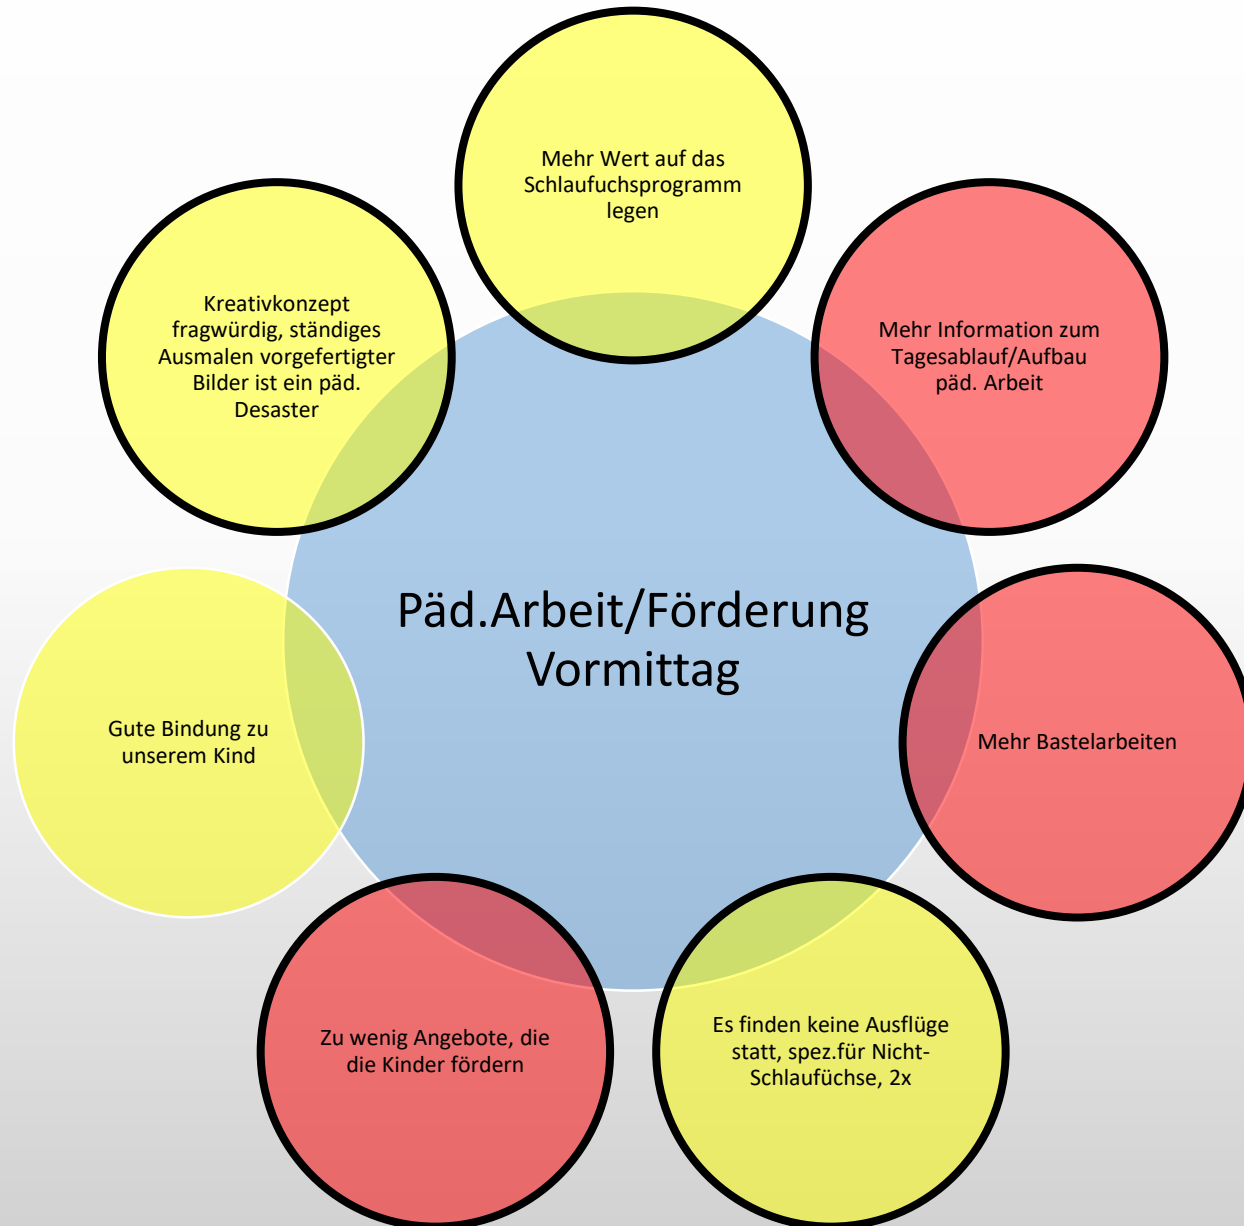 Mehr Wert auf das
Schlaufuchsprogramm
legen
Kreativkonzept
fragwürdig, ständiges
Ausmalen vorgefertigter
Bilder ist ein päd.
Desaster
Mehr Information zum
Tagesablauf/Aufbau
päd. Arbeit
Päd.Arbeit/Förderung
Vormittag
Gute Bindung zu
unserem Kind
Mehr Bastelarbeiten
Zu wenig Angebote, die
die Kinder fördern
Es finden keine Ausflüge
statt, spez.für Nicht-
Schlaufüchse, 2x